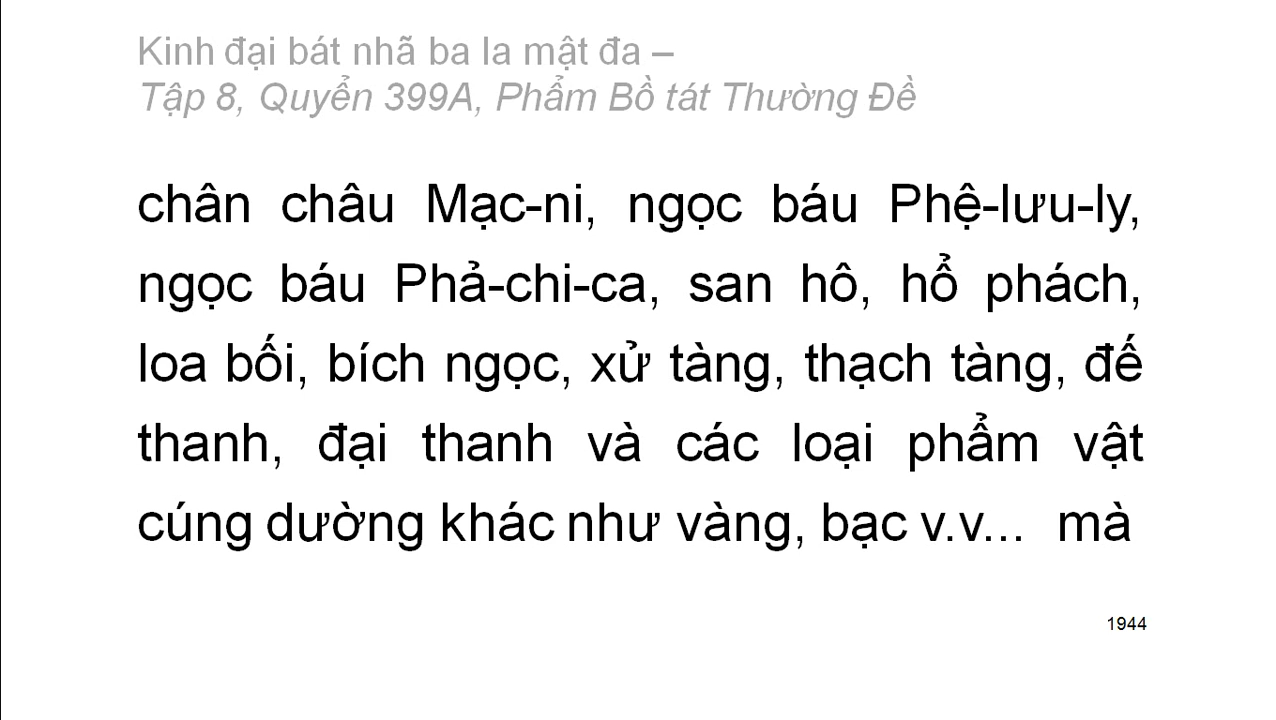 Kinh đại bát nhã ba la mật đa –
Tập 8, Quyển 399A, Phẩm Bồ tát Thường Đề
chân châu Mạc-ni, ngọc báu Phệ-lưu-ly,
ngọc báu Phả-chi-ca, san hô, hổ phách,
loa bối, bích ngọc, xử tàng, thạch tàng, đế
thanh, đại thanh và các loại phẩm vật
cúng dường khác như vàng, bạc v.v... mà
1944